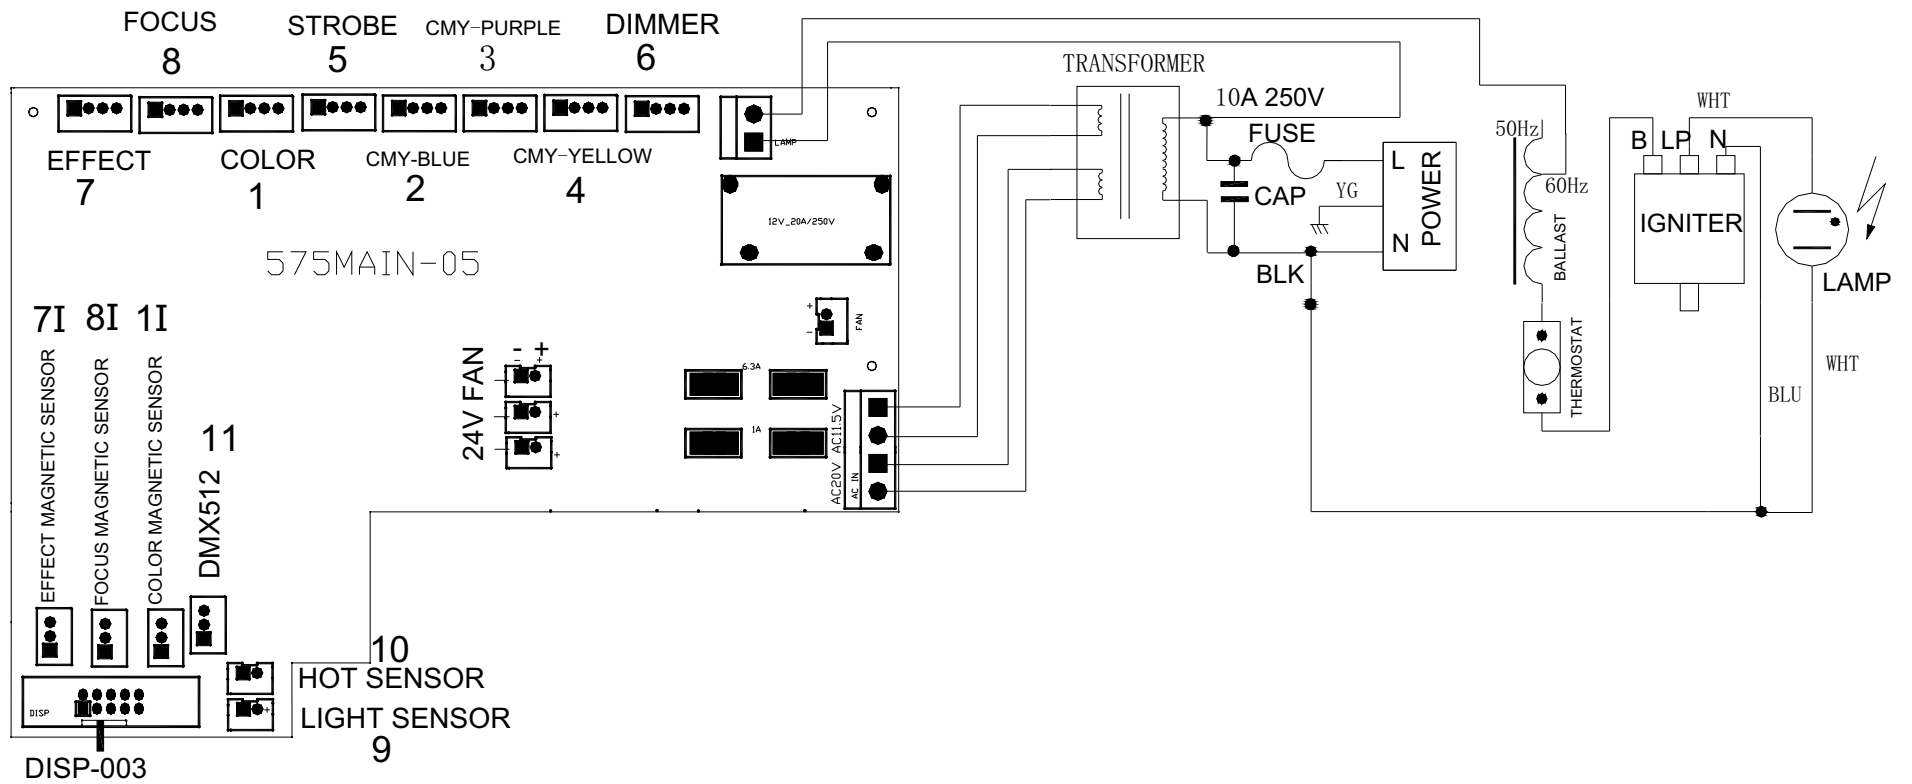 FOCUS
8
STROBE
5
CMY-PURPLE
3
DIMMER
6
EFFECT
7
COLOR
1
CMY-BLUE
2
CMY-YELLOW
4
LAMP
12V_20A/250V
575MAIN-05
7I
8I
1I
EFFECT MAGNETIC SENSOR
FOCUS MAGNETIC SENSOR
COLOR MAGNETIC SENSOR
11
DMX512
24V FAN
- +
- +
+
+
+
-
FAN
6.3A
1A
AC11.5V
AC20V
AC IN
10
HOT SENSOR
+
LIGHT SENSOR
9
DISP
DISP-003
TRANSFORMER
10A 250V
FUSE
CAP
YG
BLK
L
N
POWER
50Hz
60Hz
BALLAST
THERMOSTAT
B LP N
IGNITER
WHT
LAMP
WHT
BLU